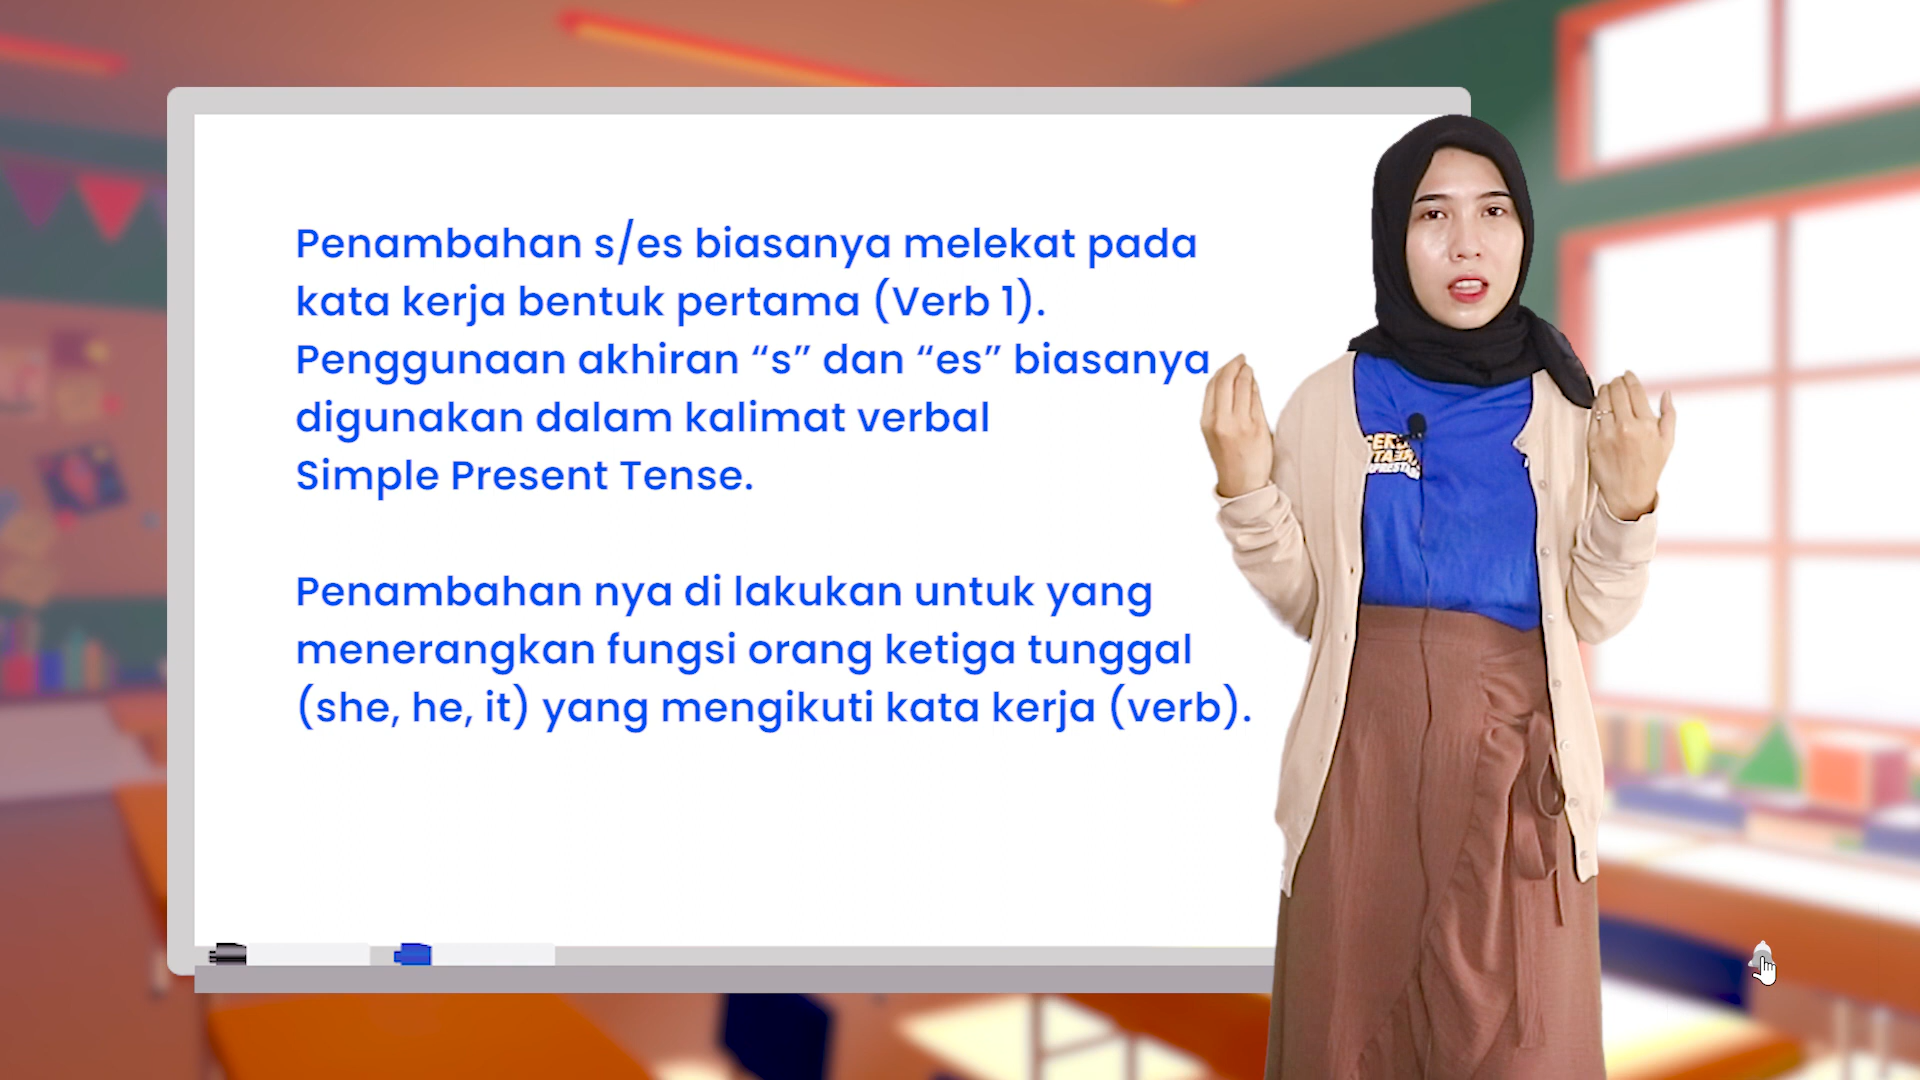 Penambahan s/es biasanya melekat pada
kata kerja bentuk pertama (Verb 1).
Penggunaan akhiran “s” dan “es” biasanya
digunakan dalam kalimat verbal
Simple Present Tense.
Penambahan nya di lakukan untuk yang
menerangkan fungsi orang ketiga tunggal
(she, he, it) yang mengikuti kata kerja (verb).